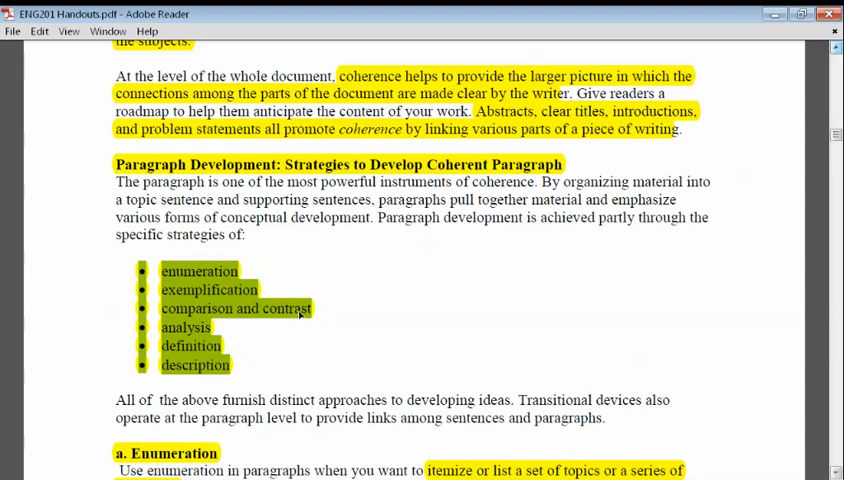 ENG201 Handouts.pdf - Adobe Reader
File Edit View Window Help
the subjects.
At the level of the whole document, coherence helps to provide the larger picture in which the
connections among the parts of the document are made clear by the writer. Give readers a
roadmap to help them anticipate the content of your work. Abstracts, clear titles, introductions,
and problem statements all promote coherence by linking various parts of a piece of writing.
Paragraph Development: Strategies to Develop Coherent Paragraph
The paragraph is one of the most powerful instruments of coherence. By organizing material into
a topic sentence and supporting sentences, paragraphs pull together material and emphasize
various forms of conceptual development. Paragraph development is achieved partly through the
specific strategies of:
• enumeration
• exemplification
• comparison and contrast
• analysis
• definition
• description
All of the above furnish distinct approaches to developing ideas. Transitional devices also
operate at the paragraph level to provide links among sentences and paragraphs.
a. Enumeration
Use enumeration in paragraphs when you want to itemize or list a set of topics or a series of